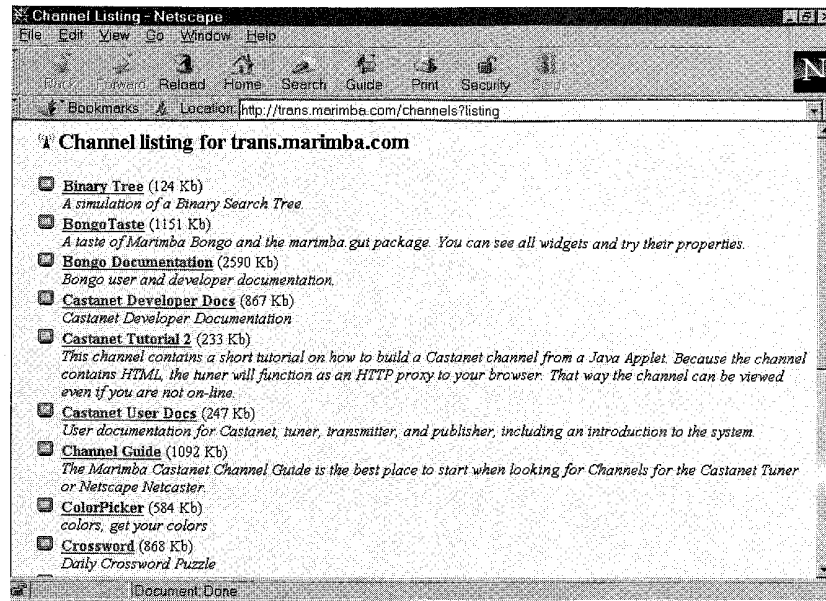 Channel Listing - Netscape
File Edit View Go Window Help
Back Forward Reload Home Search Guide Print Security
Bookmarks Location: http://trans.marimba.com/channels?listing
Channel listing for trans.marimba.com
Binary Tree (124 Kb)
A simulation of a Binary Search Tree.
BongoTaste (1151 Kb)
A taste of Marimba Bongo and the marimba.gui package. You can see all widgets and try their properties.
Bongo Documentation (2590 Kb)
Bongo user and developer documentation.
Castanet Developer Docs (867 Kb)
Castanet Developer Documentation
Castanet Tutorial 2 (233 Kb)
This channel contains a short tutorial on how to build a Castanet channel from a Java Applet. Because the channel
contains HTML, the tuner will function as an HTTP proxy to your browser. That way the channel can be viewed
even if you are not on-line.
Castanet User Docs (247 Kb)
User documentation for Castanet, tuner, transmitter, and publisher, including an introduction to the system.
Channel Guide (1092 Kb)
The Marimba Castanet Channel Guide is the best place to start when looking for Channels for the Castanet Tuner
or Netscape Netcaster.
ColorPicker (584 Kb)
colors, get your colors
Crossword (868 Kb)
Daily Crossword Puzzle
Document: Done